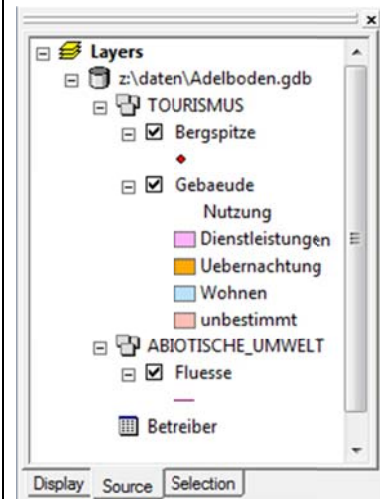 Layers
z:\daten\Adelboden.gdb
TOURISMUS
Bergspitze
Gebaeude
Nutzung
Dienstleistungen
Uebernachtung
Wohnen
unbestimmt
ABIOTISCHE_UMWELT
Fluesse
Betreiber
Display Source Selection